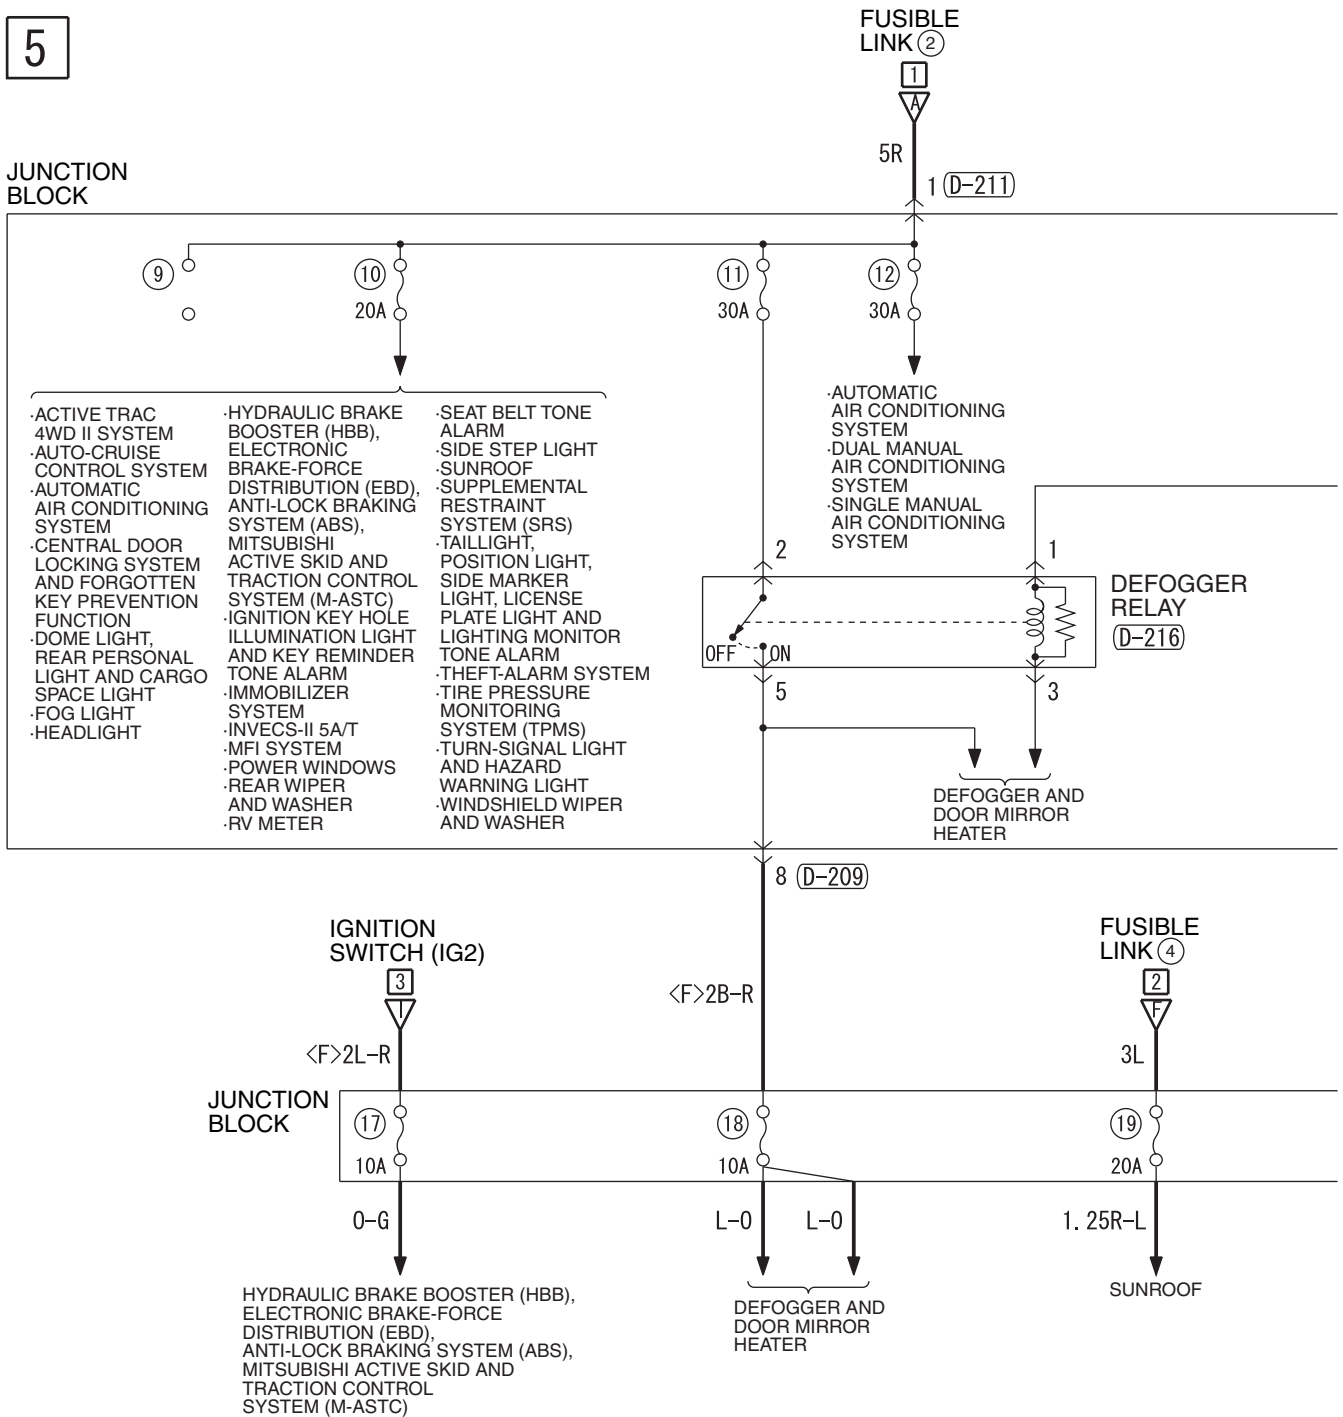 5
FUSIBLE
LINK ②
1
A
5R
1 (D-211)
JUNCTION
BLOCK
⑨
⑩
20A
⑪
30A
⑫
30A
·ACTIVE TRAC
4WD II SYSTEM
·AUTO-CRUISE
CONTROL SYSTEM
·AUTOMATIC
AIR CONDITIONING
SYSTEM
·CENTRAL DOOR
LOCKING SYSTEM
AND FORGOTTEN
KEY PREVENTION
FUNCTION
·DOME LIGHT,
REAR PERSONAL
LIGHT AND CARGO
SPACE LIGHT
·FOG LIGHT
·HEADLIGHT
·HYDRAULIC BRAKE
BOOSTER (HBB),
ELECTRONIC
BRAKE-FORCE
DISTRIBUTION (EBD),
ANTI-LOCK BRAKING
SYSTEM (ABS),
MITSUBISHI
ACTIVE SKID AND
TRACTION CONTROL
SYSTEM (M-ASTC)
·IGNITION KEY HOLE
ILLUMINATION LIGHT
AND KEY REMINDER
TONE ALARM
·IMMOBILIZER
SYSTEM
·INVECS-II 5A/T
·MFI SYSTEM
·POWER WINDOWS
·REAR WIPER
AND WASHER
·RV METER
·SEAT BELT TONE
ALARM
·SIDE STEP LIGHT
·SUNROOF
·SUPPLEMENTAL
RESTRAINT
SYSTEM (SRS)
·TAILLIGHT,
POSITION LIGHT,
SIDE MARKER
LIGHT, LICENSE
PLATE LIGHT AND
LIGHTING MONITOR
TONE ALARM
·THEFT-ALARM SYSTEM
·TIRE PRESSURE
MONITORING
SYSTEM (TPMS)
·TURN-SIGNAL LIGHT
AND HAZARD
WARNING LIGHT
·WINDSHIELD WIPER
AND WASHER
·AUTOMATIC
AIR CONDITIONING
SYSTEM
·DUAL MANUAL
AIR CONDITIONING
SYSTEM
·SINGLE MANUAL
AIR CONDITIONING
SYSTEM
2
1
DEFOGGER
RELAY
(D-216)
OFF
ON
5
3
DEFOGGER AND
DOOR MIRROR
HEATER
8 (D-209)
IGNITION
SWITCH (IG2)
3
I
<F>2L-R
<F>2B-R
FUSIBLE
LINK ④
2
F
3L
JUNCTION
BLOCK
⑰
10A
⑱
10A
⑲
20A
O-G
L-O
L-O
1.25R-L
HYDRAULIC BRAKE BOOSTER (HBB),
ELECTRONIC BRAKE-FORCE
DISTRIBUTION (EBD),
ANTI-LOCK BRAKING SYSTEM (ABS),
MITSUBISHI ACTIVE SKID AND
TRACTION CONTROL
SYSTEM (M-ASTC)
DEFOGGER AND
DOOR MIRROR
HEATER
SUNROOF